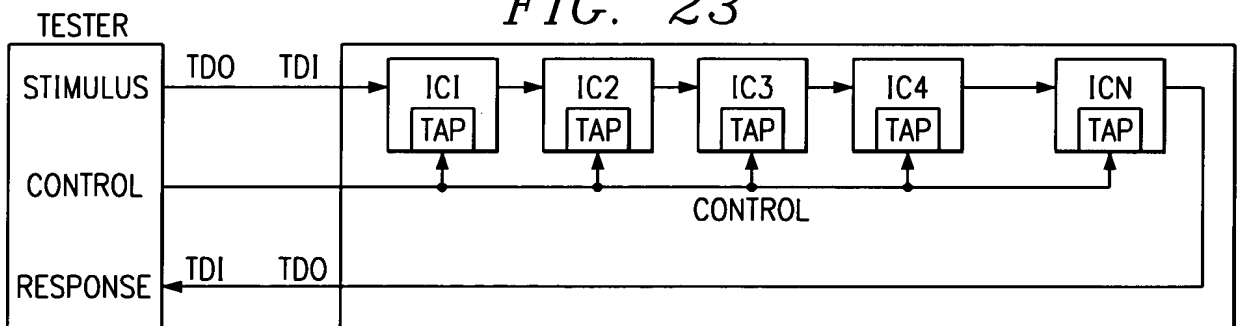 FIG. 23
TESTER
STIMULUS
TDO TDI
IC1 IC2 IC3 IC4 ICN
TAP TAP TAP TAP TAP
CONTROL
CONTROL
TDI TDO
RESPONSE